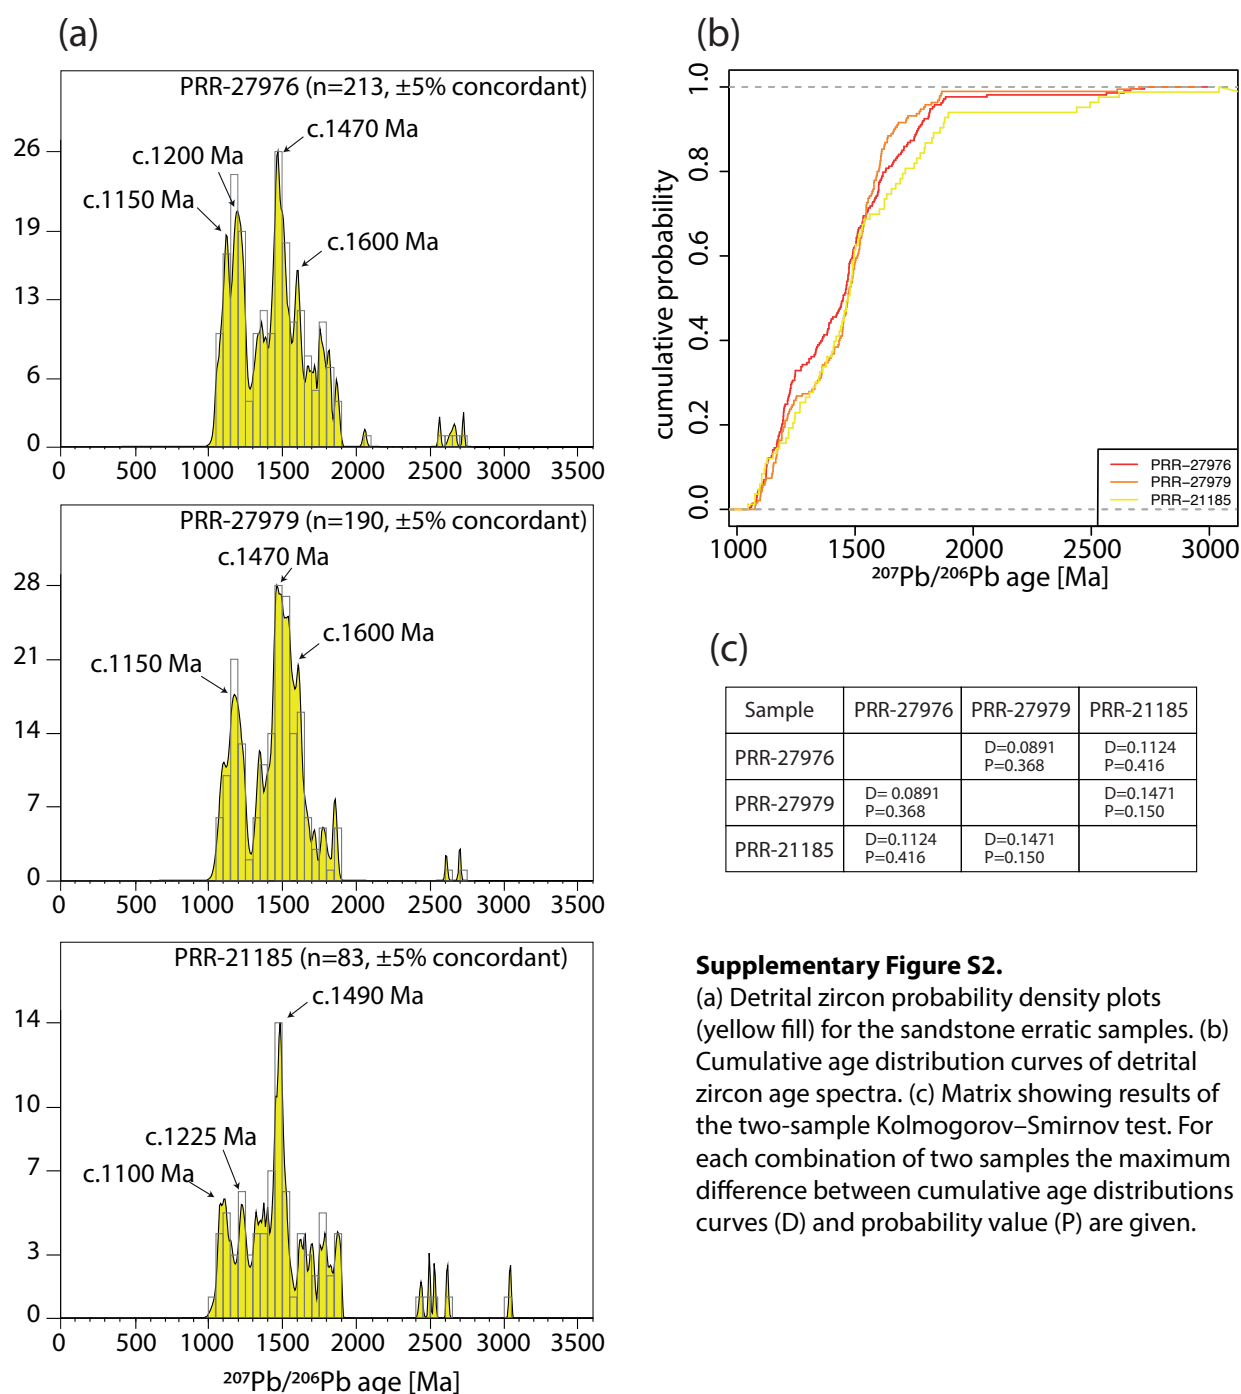 (a)
PRR-27976 (n=213, ±5% concordant)
c.1470 Ma
c.1200 Ma
c.1150 Ma
c.1600 Ma
26
19
13
6
0
0 500 1000 1500 2000 2500 3000 3500
PRR-27979 (n=190, ±5% concordant)
c.1470 Ma
c.1600 Ma
c.1150 Ma
28
21
14
7
0
0 500 1000 1500 2000 2500 3000 3500
PRR-21185 (n=83, ±5% concordant)
c.1490 Ma
c.1225 Ma
c.1100 Ma
14
10
7
3
0
0 500 1000 1500 2000 2500 3000 3500
²⁰⁷Pb/²⁰⁶Pb age [Ma]
(b)
cumulative probability
1.0
0.8
0.6
0.4
0.2
0.0
PRR−27976
PRR−27979
PRR−21185
1000 1500 2000 2500 3000
²⁰⁷Pb/²⁰⁶Pb age [Ma]
(c)
Sample PRR-27976 PRR-27979 PRR-21185
PRR-27976 D=0.0891 D=0.1124
P=0.368 P=0.416
PRR-27979 D= 0.0891 D=0.1471
P=0.368 P=0.150
PRR-21185 D=0.1124 D=0.1471
P=0.416 P=0.150
Supplementary Figure S2.
(a) Detrital zircon probability density plots
(yellow fill) for the sandstone erratic samples. (b)
Cumulative age distribution curves of detrital
zircon age spectra. (c) Matrix showing results of
the two-sample Kolmogorov–Smirnov test. For
each combination of two samples the maximum
difference between cumulative age distributions
curves (D) and probability value (P) are given.